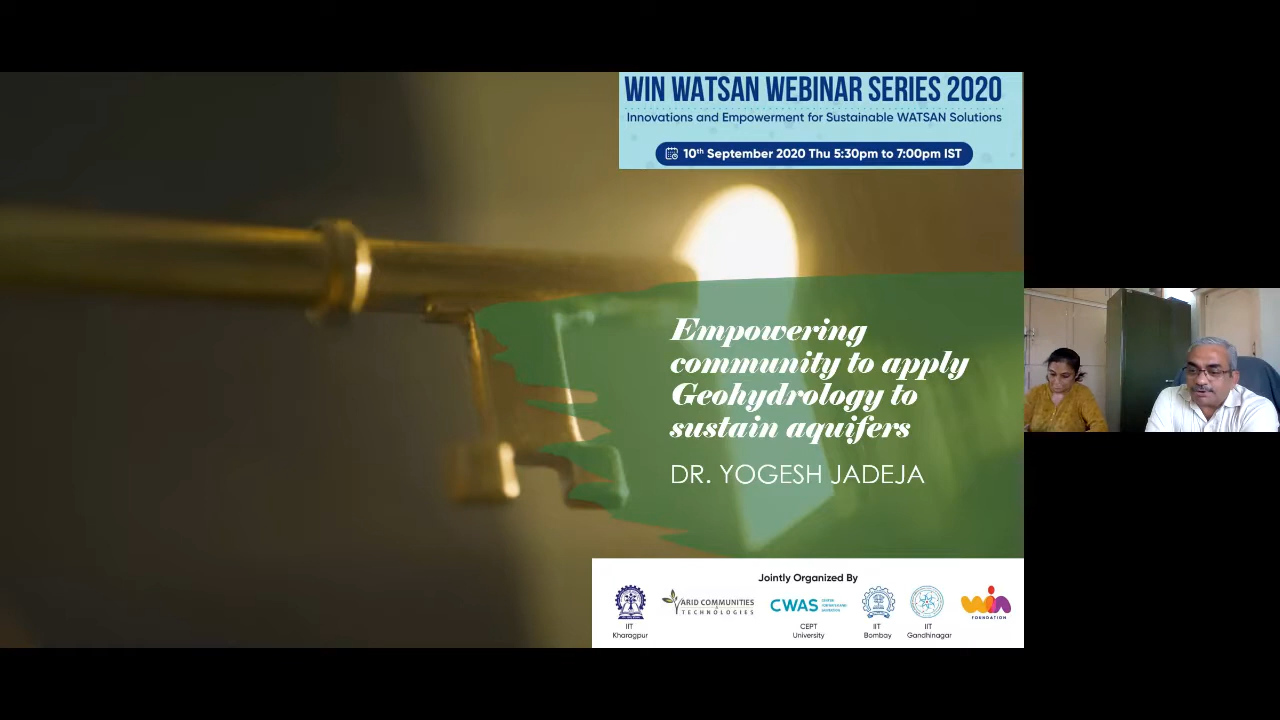 WIN WATSAN WEBINAR SERIES 2020
Innovations and Empowerment for Sustainable WATSAN Solutions
10th September 2020 Thu 5:30pm to 7:00pm IST
Empowering
community to apply
Geohydrology to
sustain aquifers
DR. YOGESH JADEJA
Jointly Organized By
ARID COMMUNITIES
TECHNOLOGIES
CWAS
win
FOUNDATION
IIT
Kharagpur
CEPT
University
IIT
Bombay
IIT
Gandhinagar